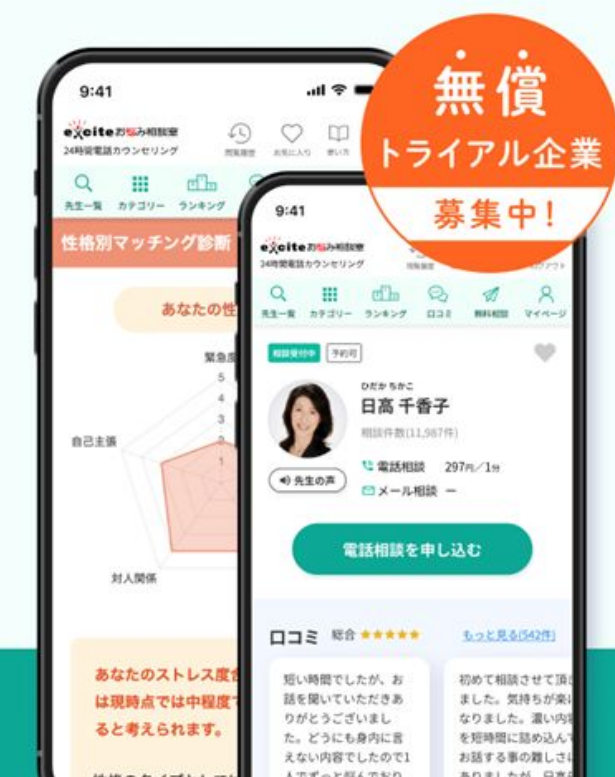 無償
トライアル企業
募集中!
9:41
exciteお悩み相談室
24時間電話カウンセリング
閲覧履歴
お気に入り
使い方
先生一覧
カテゴリー
ランキング
性格別マッチング診断
あなたの性
緊急度
5
4
3
2
1
自己主張
対人関係
あなたのストレス度合
は現時点では中程度で
ると考えられます。
9:41
exciteお悩み相談室
24時間電話カウンセリング
先生一覧
カテゴリー
ランキング
口コミ
無料相談
マイページ
相談受付中
予約可
ひだか ちかこ
日高 千香子
相談件数(11,987件)
先生の声
電話相談 297円/1分
メール相談 ー
電話相談を申し込む
口コミ 総合 ★★★★★
もっと見る(542件)
短い時間でしたが、お
話を聞いていただきあ
りがとうございまし
た。どうにも身内に言
えない内容でしたので1
人でずっと悩んでおり
初めて相談させて頂き
ました。気持ちが楽に
なりました。濃い内容
を短時間に詰め込んで
お話する事の難しさに